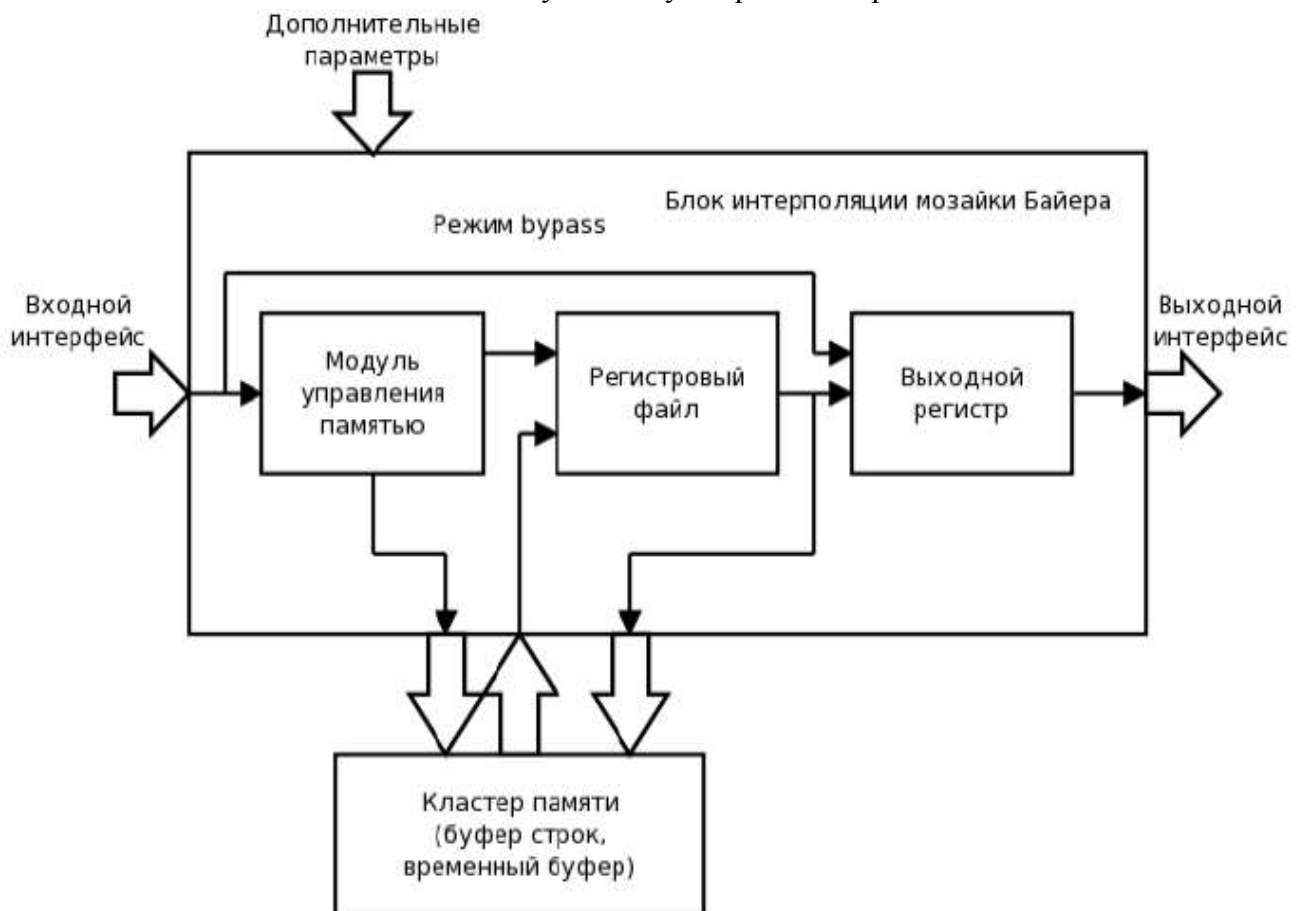 Дополнительные
параметры
Блок интерполяции мозайки Байера
Режим bypass
Входной
интерфейс
Выходной
интерфейс
Модуль
управления
памятью
Регистровый
файл
Выходной
регистр
Кластер памяти
(буфер строк,
временный буфер)